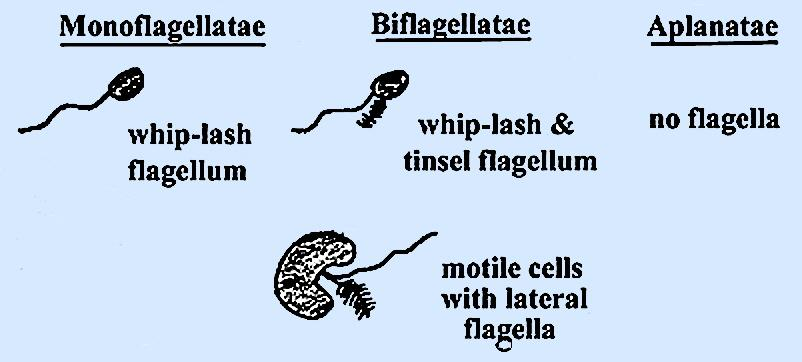 Monoflagellatae
whip-lash
flagellum
Biflagellatae
whip-lash &
tinsel flagellum
motile cells
with lateral
flagella
Aplanatae
no flagella